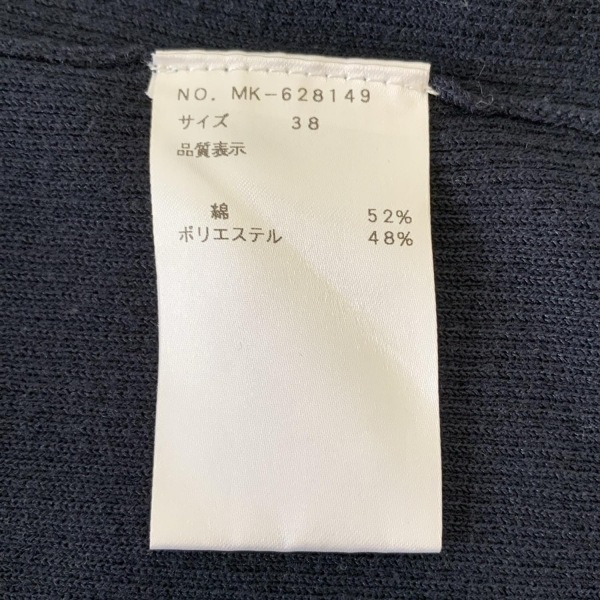 NO. MK-628149
サイズ 38
品質表示
綿 52%
ポリエステル 48%